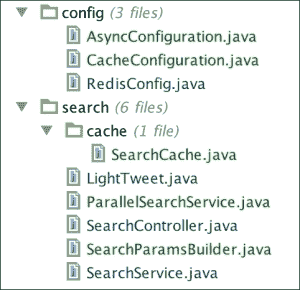 config (3 files)
AsyncConfiguration.java
CacheConfiguration.java
RedisConfig.java
search (6 files)
cache (1 file)
SearchCache.java
LightTweet.java
ParallelSearchService.java
SearchController.java
SearchParamsBuilder.java
SearchService.java